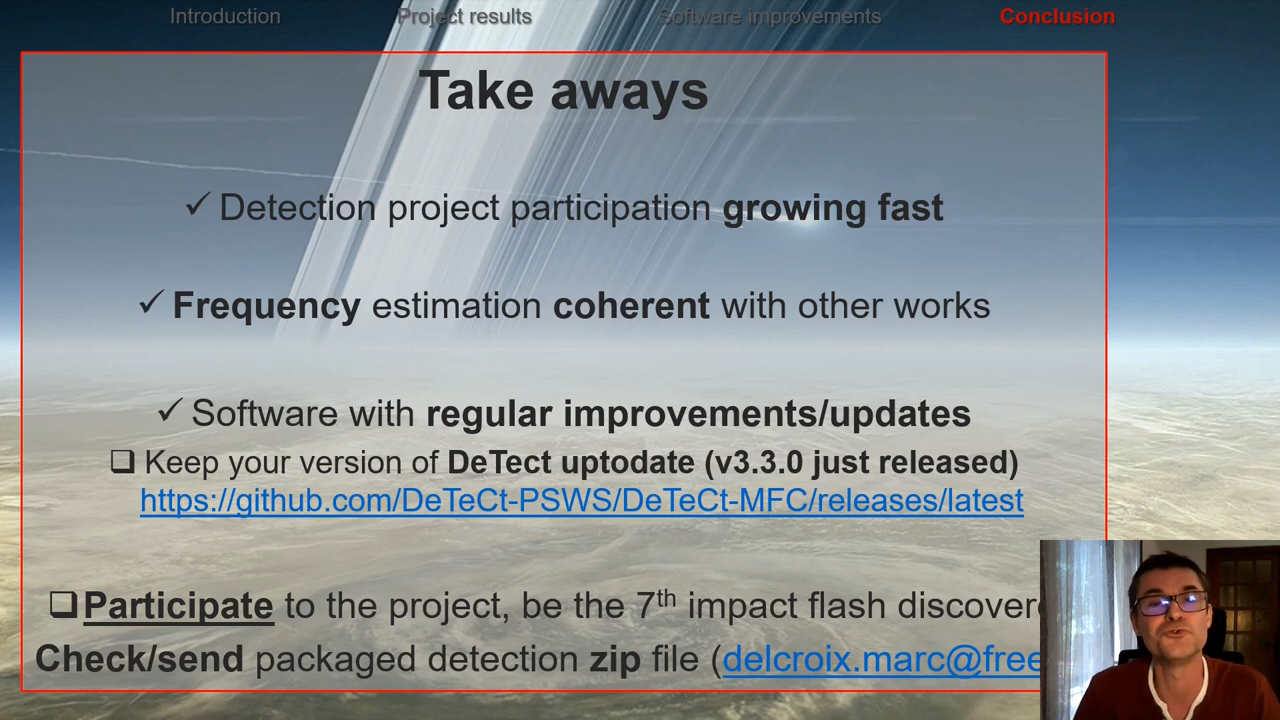 Introduction Project results Software improvements Conclusion
Take aways
✓ Detection project participation growing fast
✓ Frequency estimation coherent with other works
✓ Software with regular improvements/updates
❑ Keep your version of DeTect uptodate (v3.3.0 just released)
https://github.com/DeTeCt-PSWS/DeTeCt-MFC/releases/latest
❑ Participate to the project, be the 7th impact flash discover
Check/send packaged detection zip file (delcroix.marc@free